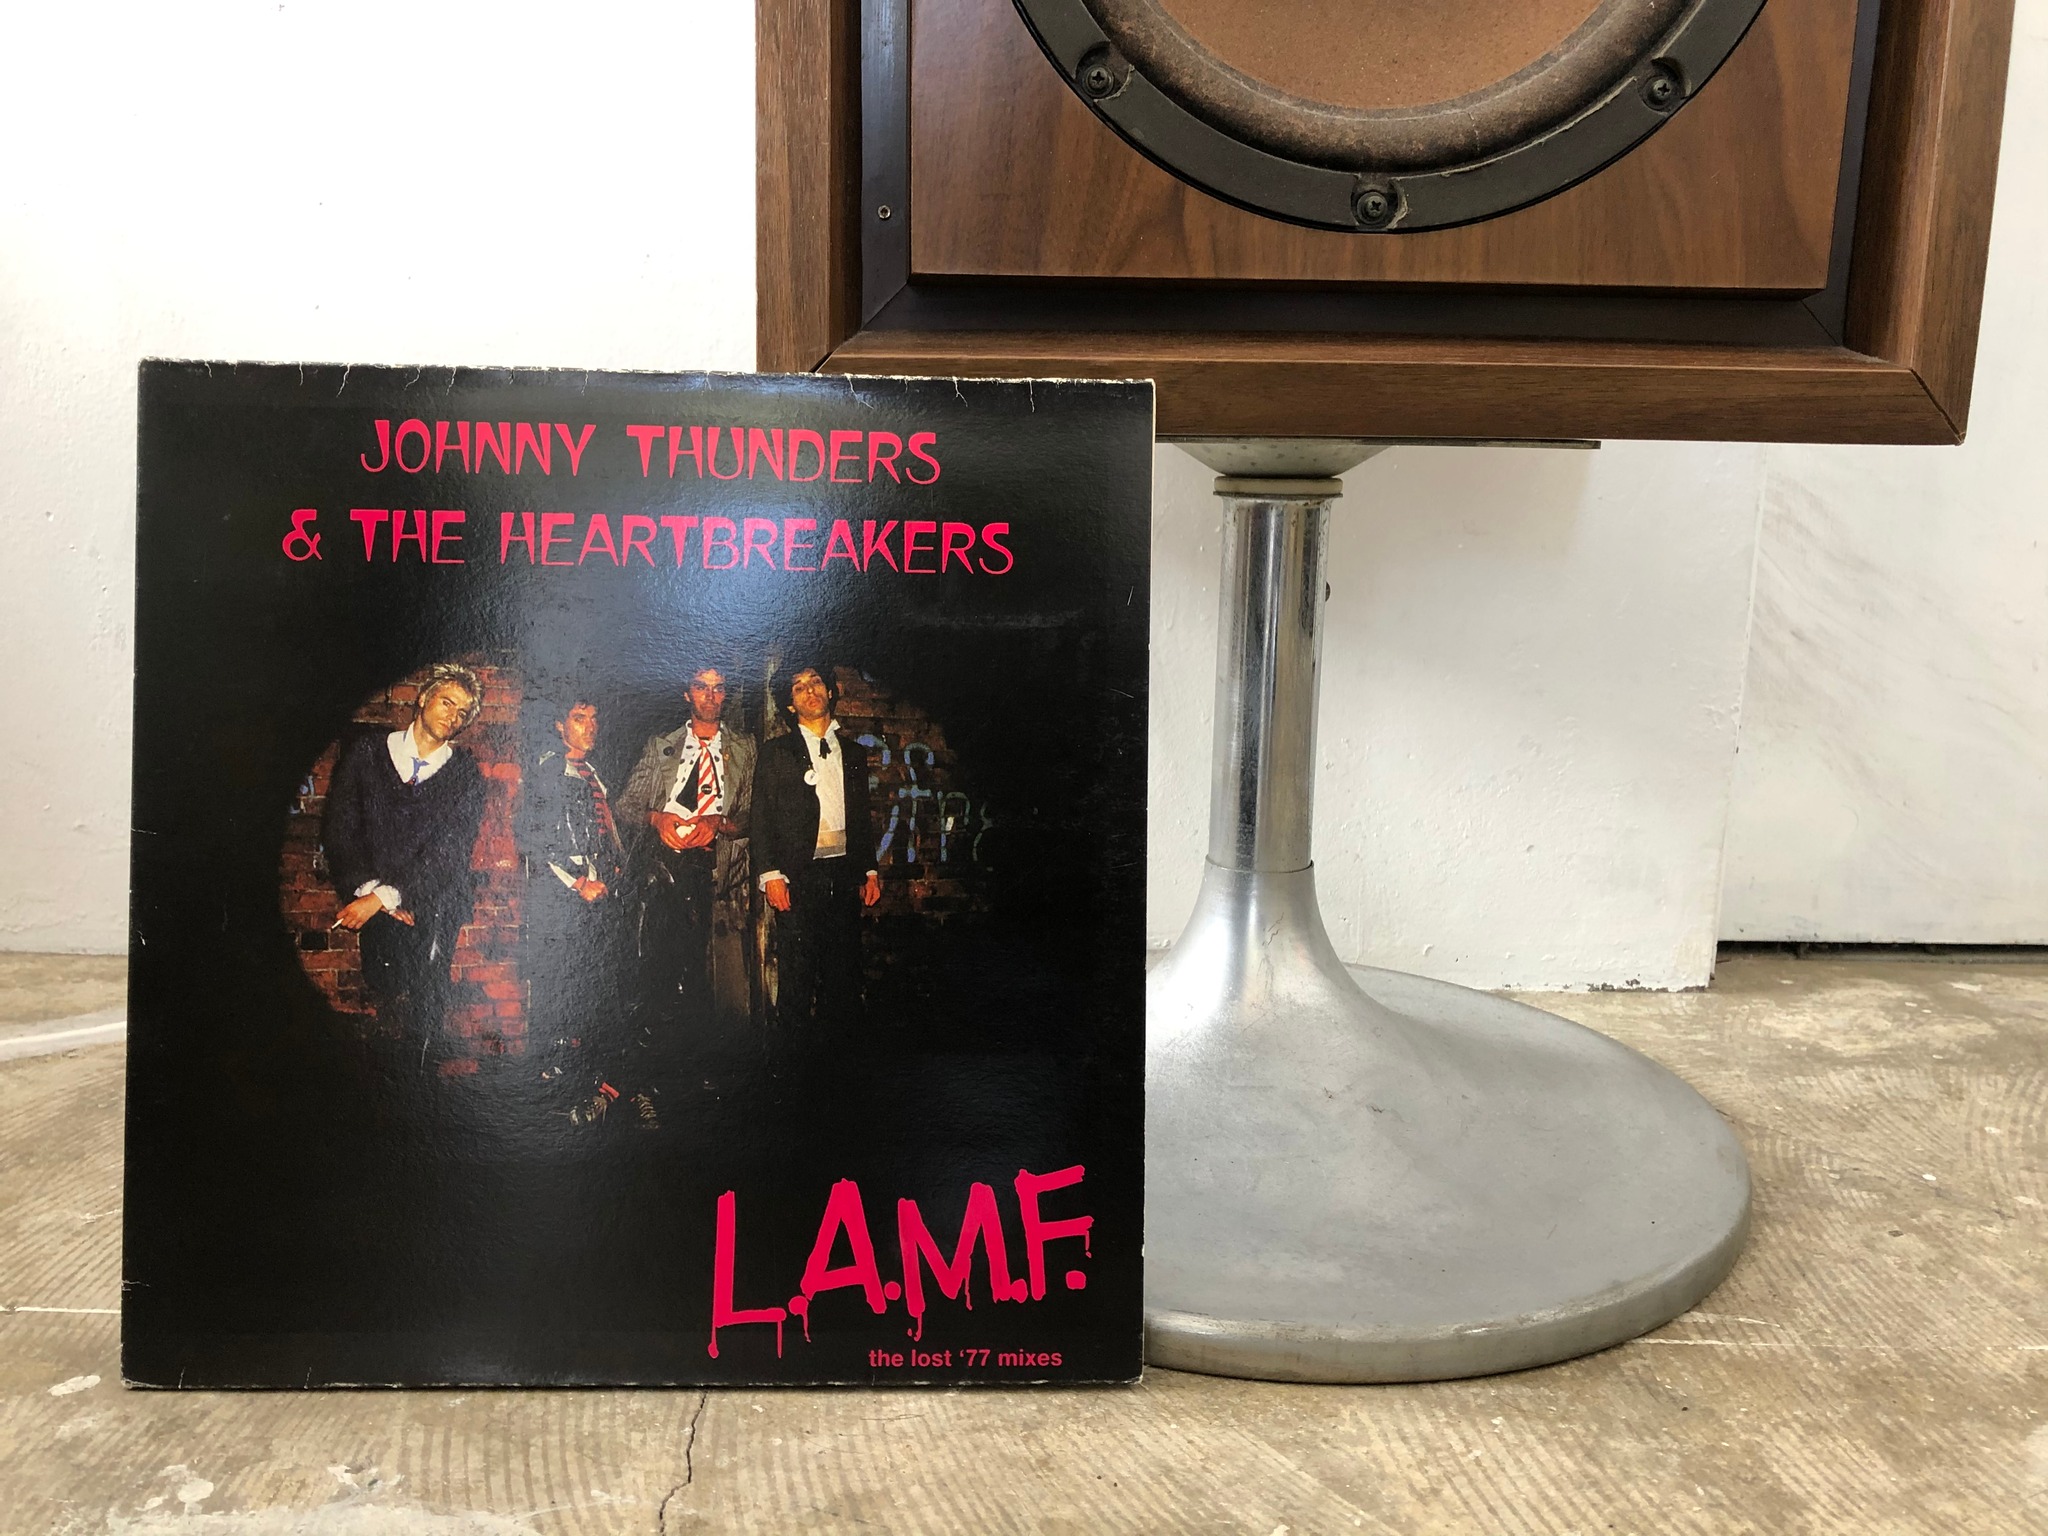 JOHNNY THUNDERS
& THE HEARTBREAKERS
L.A.M.F.
the lost ‘77 mixes